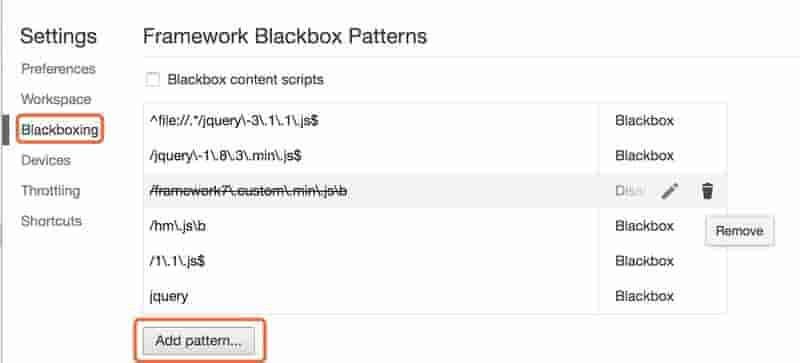 Settings
Preferences
Workspace
Blackboxing
Devices
Throttling
Shortcuts
Framework Blackbox Patterns
Blackbox content scripts
^file://.*/jquery\-3\.1\.1\.js$ Blackbox
/jquery\-1\.8\.3\.min\.js$ Blackbox
/framework7\.custom\.min\.js\b
/hm\.js\b Blackbox
Remove
/1\.1\.js$ Blackbox
jquery Blackbox
Add pattern...